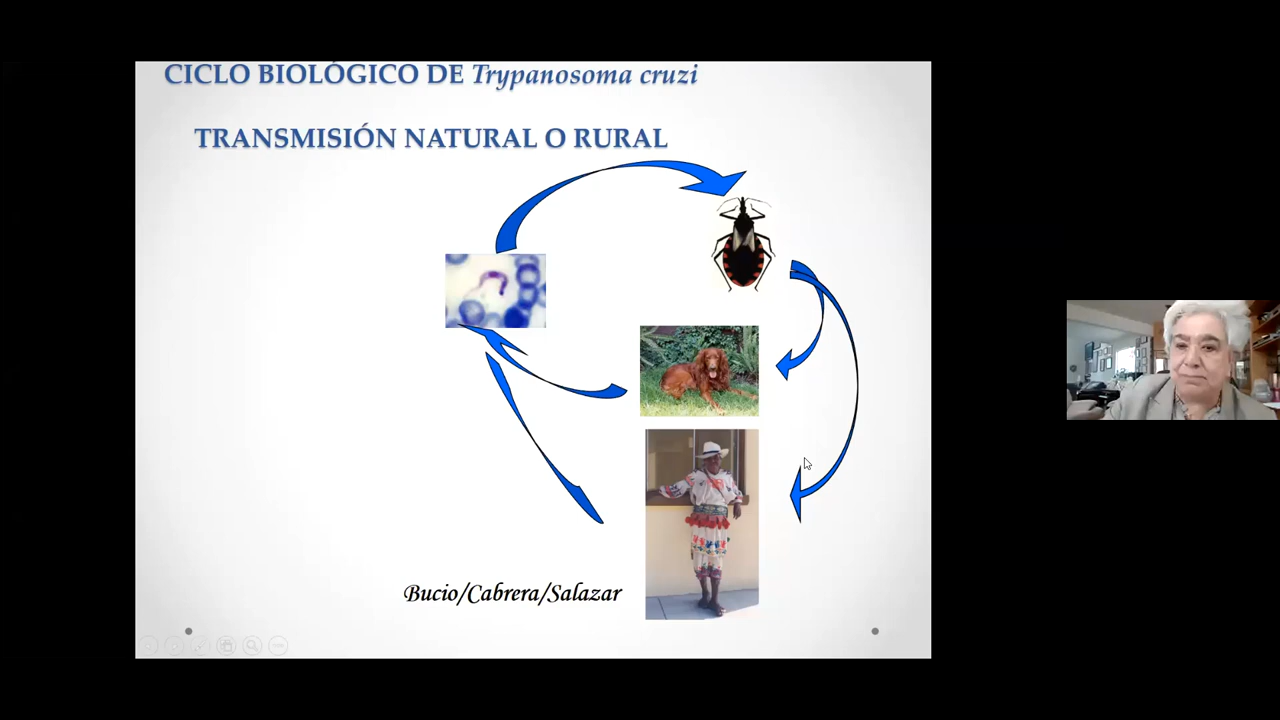 CICLO BIOLÓGICO DE Trypanosoma cruzi
TRANSMISIÓN NATURAL O RURAL
Bucio/Cabrera/Salazar